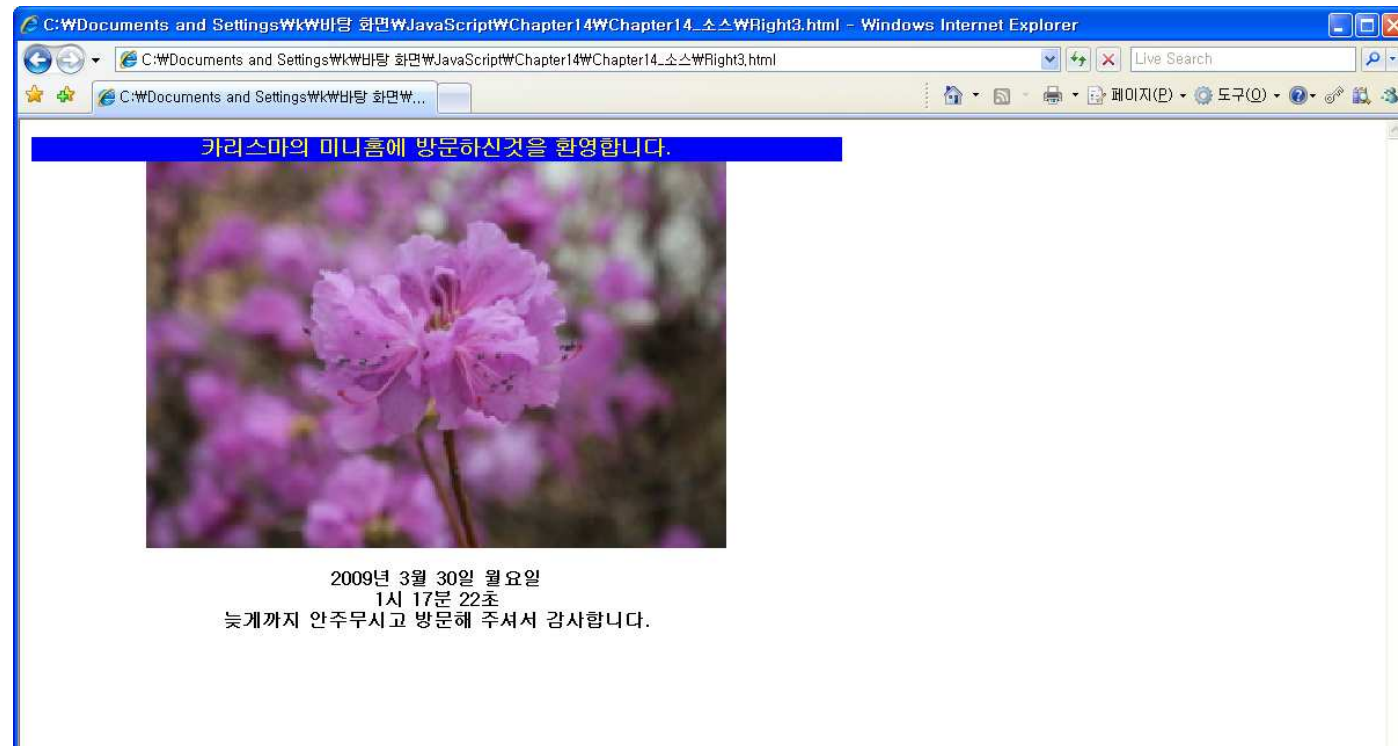 C:₩Documents and Settings₩k₩바탕 화면₩JavaScript₩Chapter14₩Chapter14_소스₩Right3.html - Windows Internet Explorer
C:₩Documents and Settings₩k₩바탕 화면₩JavaScript₩Chapter14₩Chapter14_소스₩Right3.html
Live Search
C:₩Documents and Settings₩k₩바탕 화면₩...
페이지(P)
도구(O)
카리스마의 미니홈에 방문하신것을 환영합니다.
2009년 3월 30일 월요일
1시 17분 22초
늦게까지 안주무시고 방문해 주셔서 감사합니다.